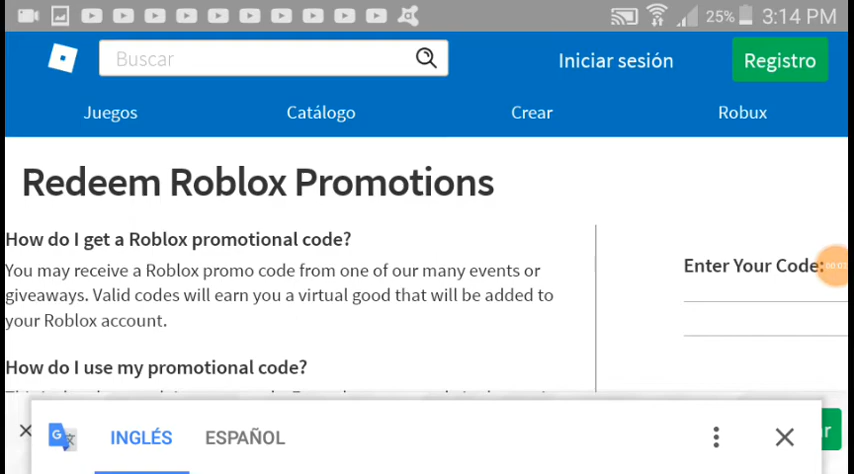 25% 3:14 PM
Buscar
Iniciar sesión
Registro
Juegos
Catálogo
Crear
Robux
Redeem Roblox Promotions
How do I get a Roblox promotional code?
You may receive a Roblox promo code from one of our many events or
giveaways. Valid codes will earn you a virtual good that will be added to
your Roblox account.
Enter Your Code:
How do I use my promotional code?
INGLÉS
ESPAÑOL